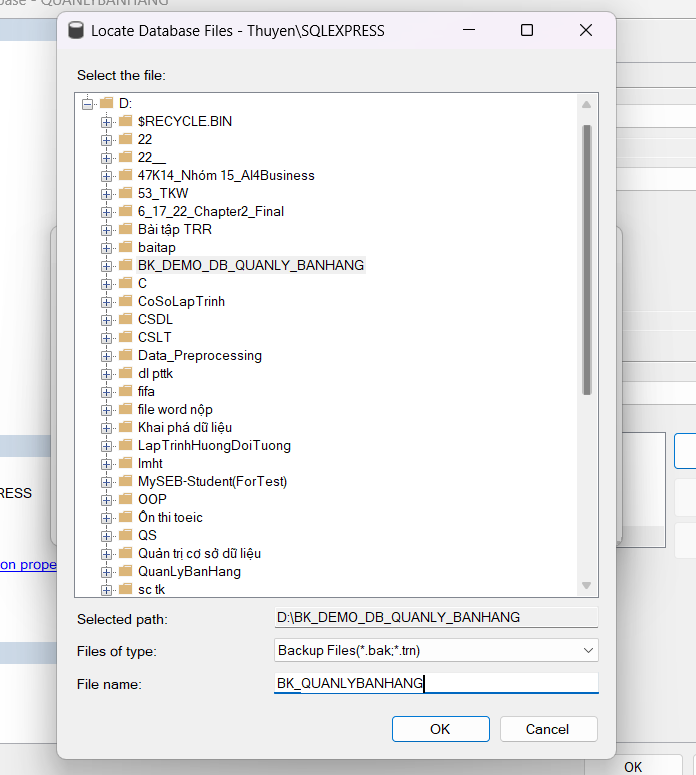 base - QUANLYBANHANG
Locate Database Files - Thuyen\SQLEXPRESS
Select the file:
D:
$RECYCLE.BIN
22
22__
47K14_Nhóm 15_AI4Business
53_TKW
6_17_22_Chapter2_Final
Bài tập TRR
baitap
BK_DEMO_DB_QUANLY_BANHANG
C
CoSoLapTrinh
CSDL
CSLT
Data_Preprocessing
dl pttk
fifa
file word nộp
Khai phá dữ liệu
LapTrinhHuongDoiTuong
lmht
MySEB-Student(ForTest)
RESS
OOP
Ôn thi toeic
QS
Quản trị cơ sở dữ liệu
on prope
QuanLyBanHang
sc tk
Selected path:
D:\BK_DEMO_DB_QUANLY_BANHANG
Files of type:
Backup Files(*.bak;*.trn)
File name:
BK_QUANLYBANHANG
OK
Cancel
OK